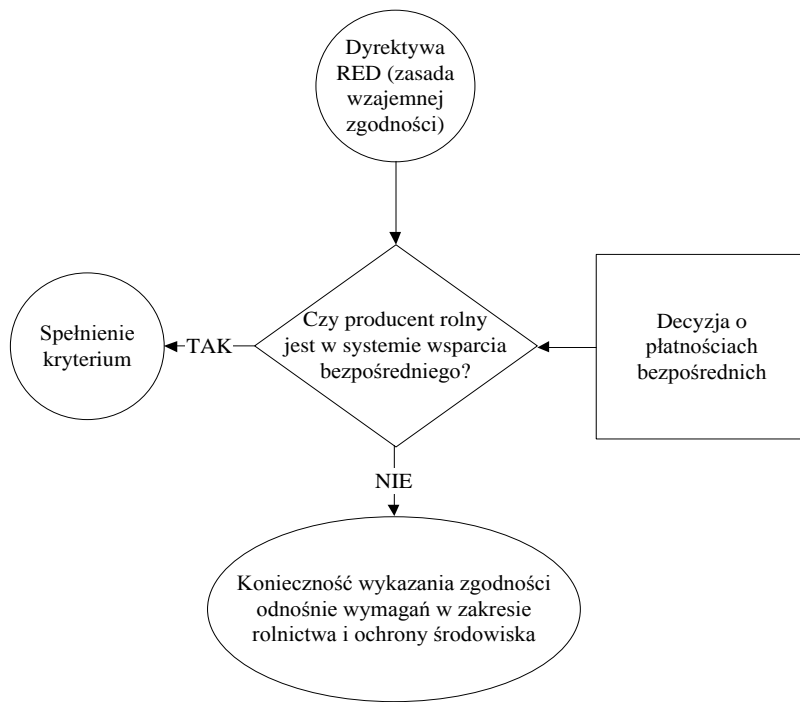 Dyrektywa
RED (zasada
wzajemnej
zgodności)
Czy producent rolny
jest w systemie wsparcia
bezpośredniego?
Decyzja o
płatnościach
bezpośrednich
TAK
Spełnienie
kryterium
NIE
Konieczność wykazania zgodności
odnośnie wymagań w zakresie
rolnictwa i ochrony środowiska